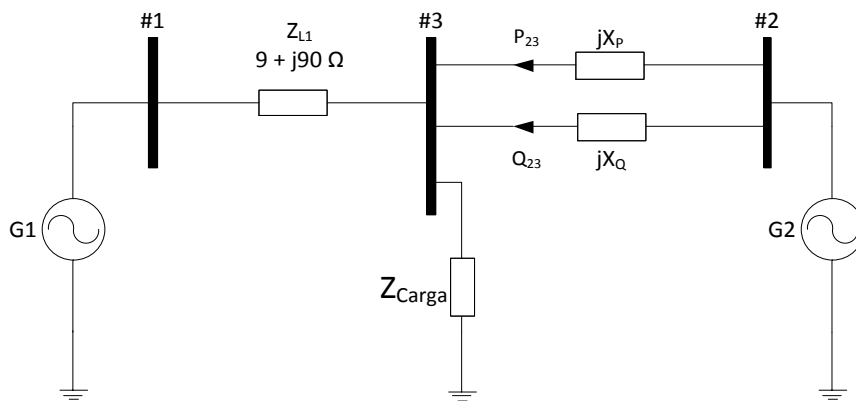 #1
Z_L1
9 + j90 Ω
#3
P_23
jX_P
#2
Q_23
jX_Q
G1
G2
Z_Carga